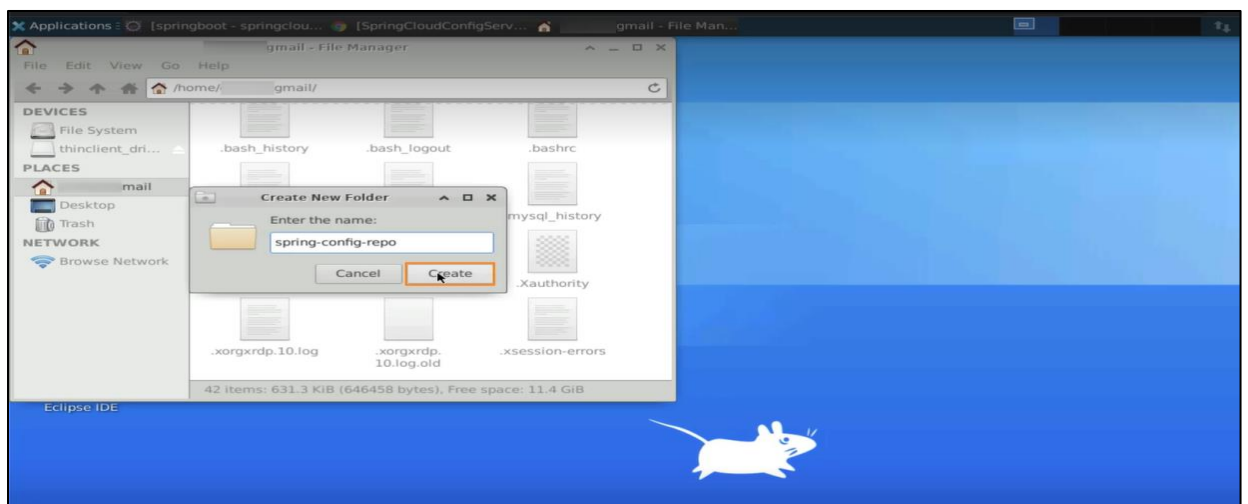 Applications [springboot - springclou... [SpringCloudConfigServ... gmail - File Man...
gmail - File Manager
File Edit View Go Help
/home/ gmail/
DEVICES
File System
thinclient_dri...
PLACES
mail
Desktop
Trash
NETWORK
Browse Network
.bash_history .bash_logout .bashrc
mysql_history
.Xauthority
.xorgxrdp.10.log .xorgxrdp. .xsession-errors
10.log.old
Create New Folder
Enter the name:
spring-config-repo
Cancel Create
42 items: 631.3 KiB (646458 bytes), Free space: 11.4 GiB
Eclipse IDE